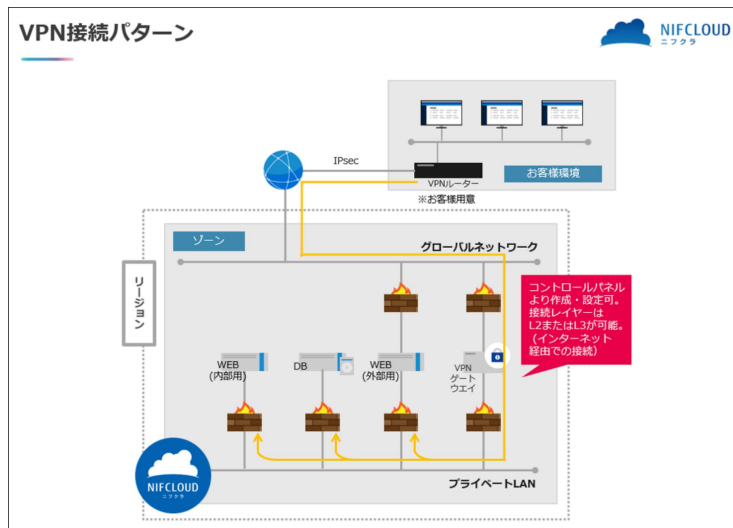 VPN接続パターン
NIFCLOUD
ニフクラ
IPsec
VPNルーター
お客様環境
※お客様用意
ゾーン
グローバルネットワーク
リージョン
コントロールパネル
より作成・設定可。
接続レイヤーは
L2またはL3が可能。
(インターネット
経由での接続)
WEB
(内部用)
DB
WEB
(外部用)
VPN
ゲート
ウエイ
NIFCLOUD
ニフクラ
プライベートLAN